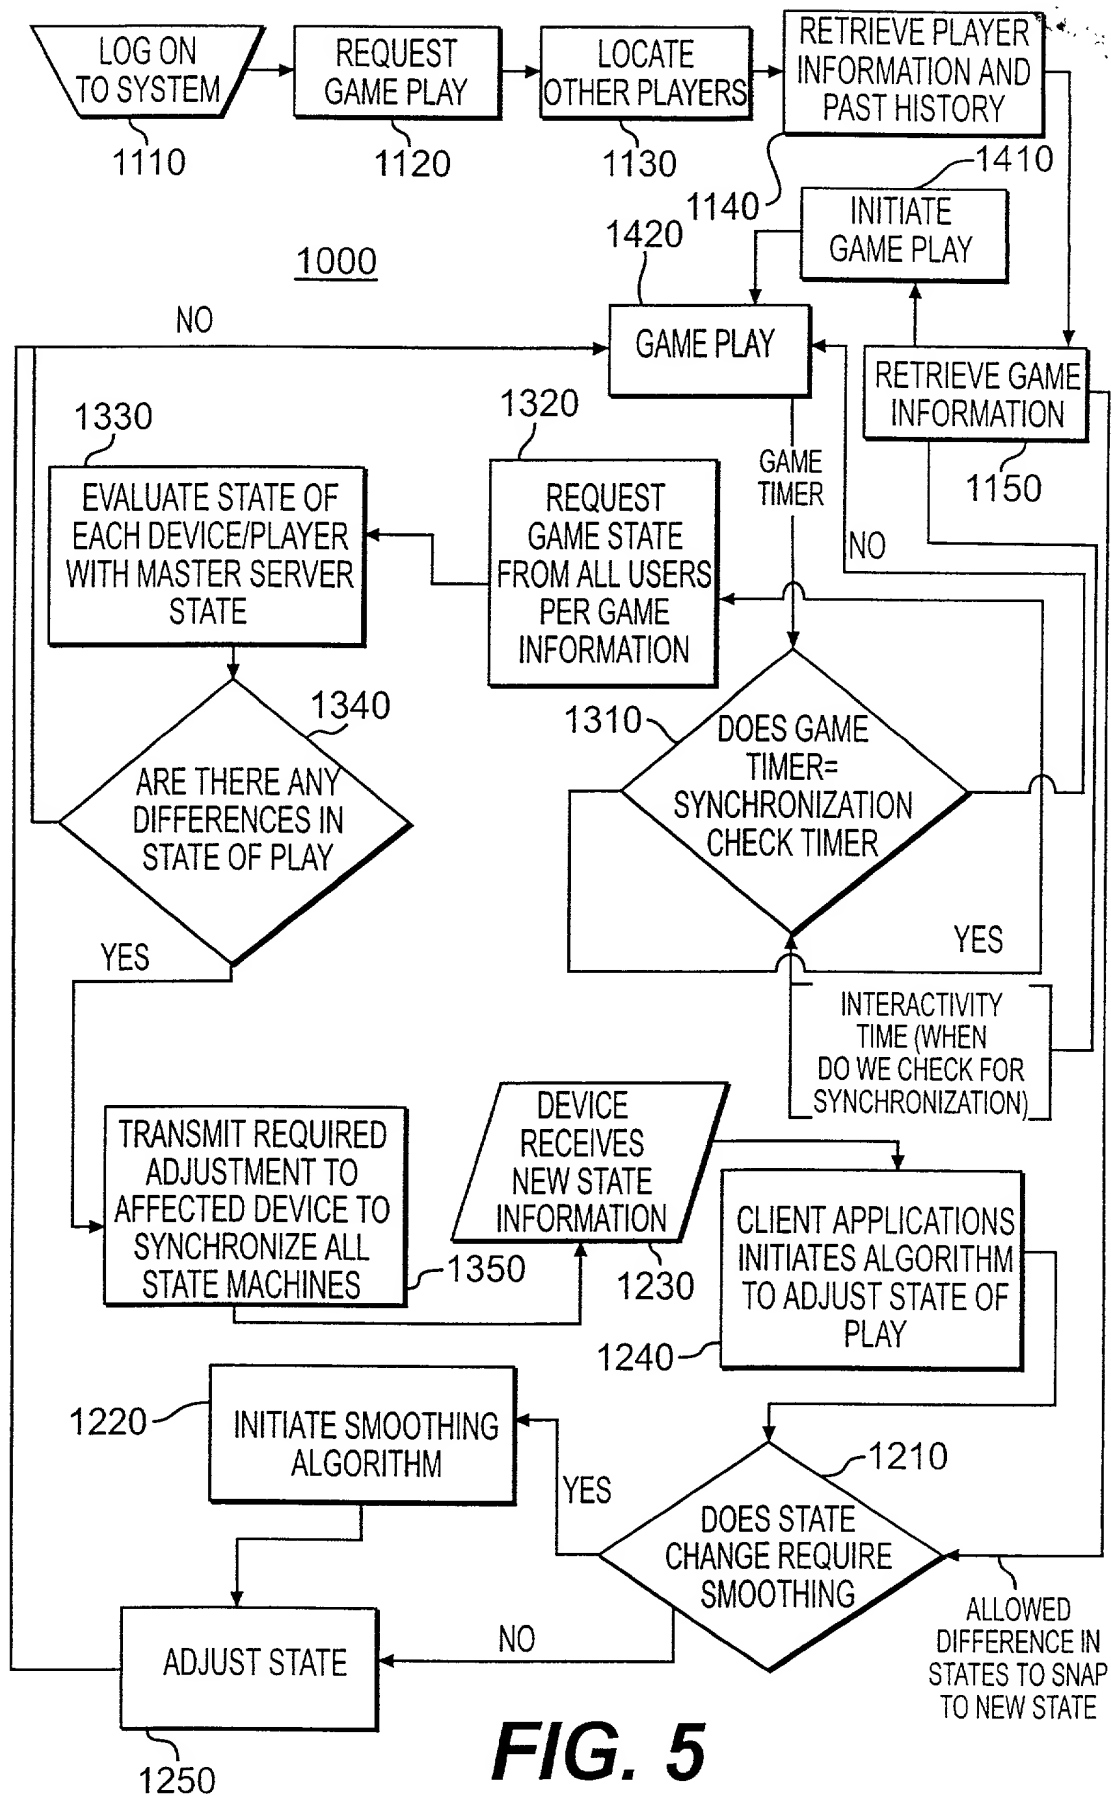 LOG ON
TO SYSTEM
1110
REQUEST
GAME PLAY
1120
LOCATE
OTHER PLAYERS
1130
RETRIEVE PLAYER
INFORMATION AND
PAST HISTORY
1140
1410
INITIATE
GAME PLAY
1420
1000
NO
GAME PLAY
RETRIEVE GAME
INFORMATION
1150
1330
EVALUATE STATE OF
EACH DEVICE/PLAYER
WITH MASTER SERVER
STATE
1320
REQUEST
GAME STATE
FROM ALL USERS
PER GAME
INFORMATION
GAME
TIMER
NO
1340
ARE THERE ANY
DIFFERENCES IN
STATE OF PLAY
YES
1310
DOES GAME
TIMER=
SYNCHRONIZATION
CHECK TIMER
YES
INTERACTIVITY
TIME (WHEN
DO WE CHECK FOR
SYNCHRONIZATION)
TRANSMIT REQUIRED
ADJUSTMENT TO
AFFECTED DEVICE TO
SYNCHRONIZE ALL
STATE MACHINES
1350
DEVICE
RECEIVES
NEW STATE
INFORMATION
1230
CLIENT APPLICATIONS
INITIATES ALGORITHM
TO ADJUST STATE OF
PLAY
1240
1220
INITIATE SMOOTHING
ALGORITHM
YES
1210
DOES STATE
CHANGE REQUIRE
SMOOTHING
NO
ADJUST STATE
1250
ALLOWED
DIFFERENCE IN
STATES TO SNAP
TO NEW STATE
FIG. 5